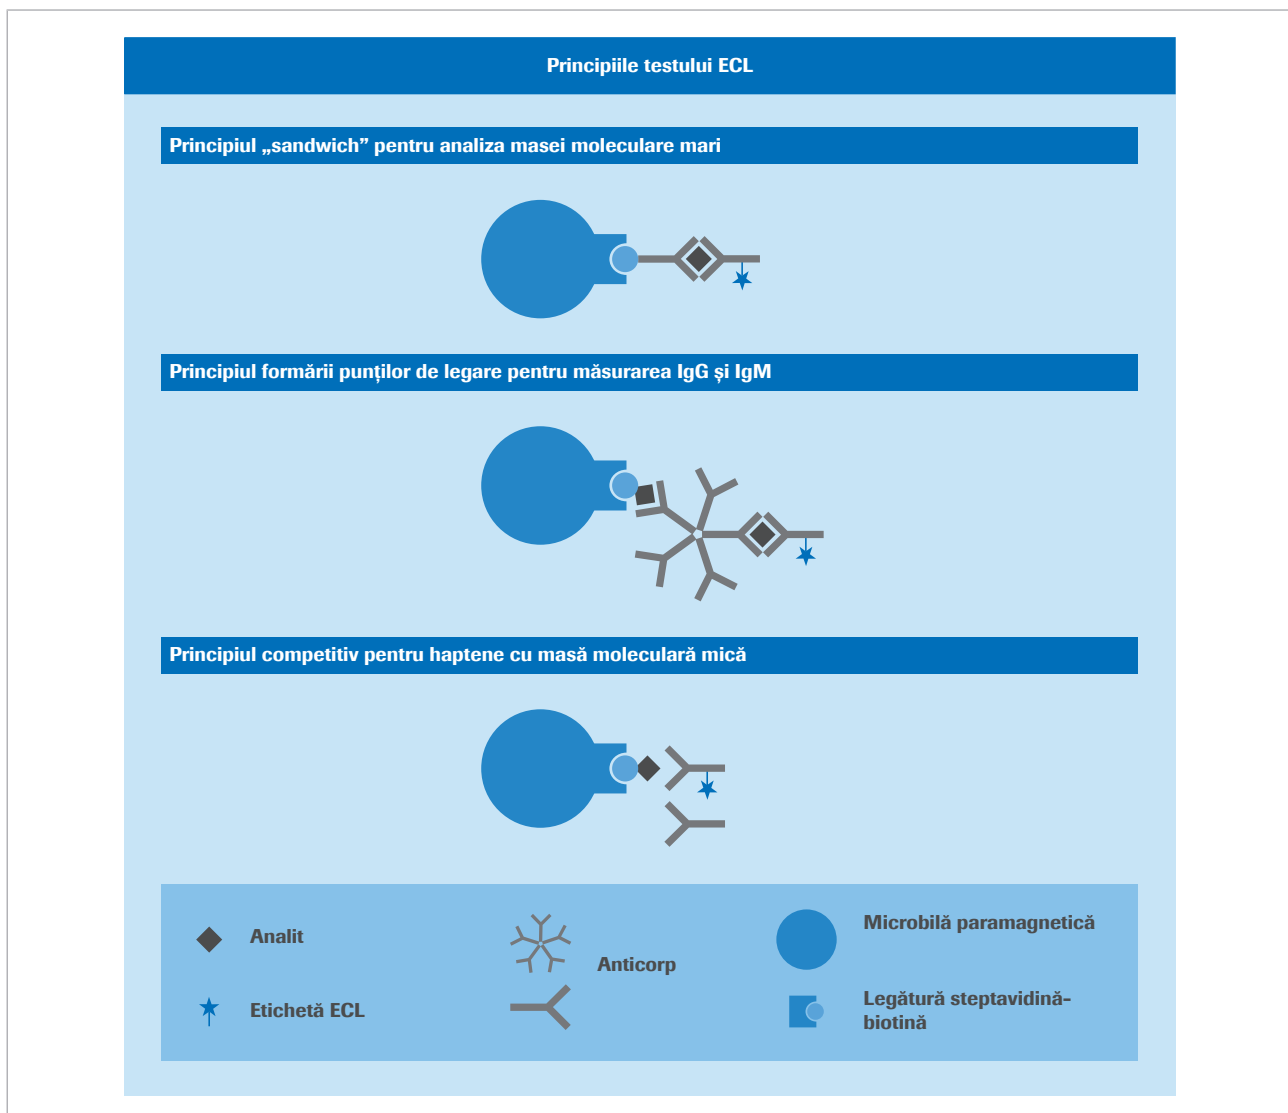 Principiile testului ECL
Principiul „sandwich” pentru analiza masei moleculare mari
Principiul formării punților de legare pentru măsurarea IgG și IgM
Principiul competitiv pentru haptene cu masă moleculară mică
Analit
Etichetă ECL
Anticorp
Microbilă paramagnetică
Legătură steptavidină-
biotină